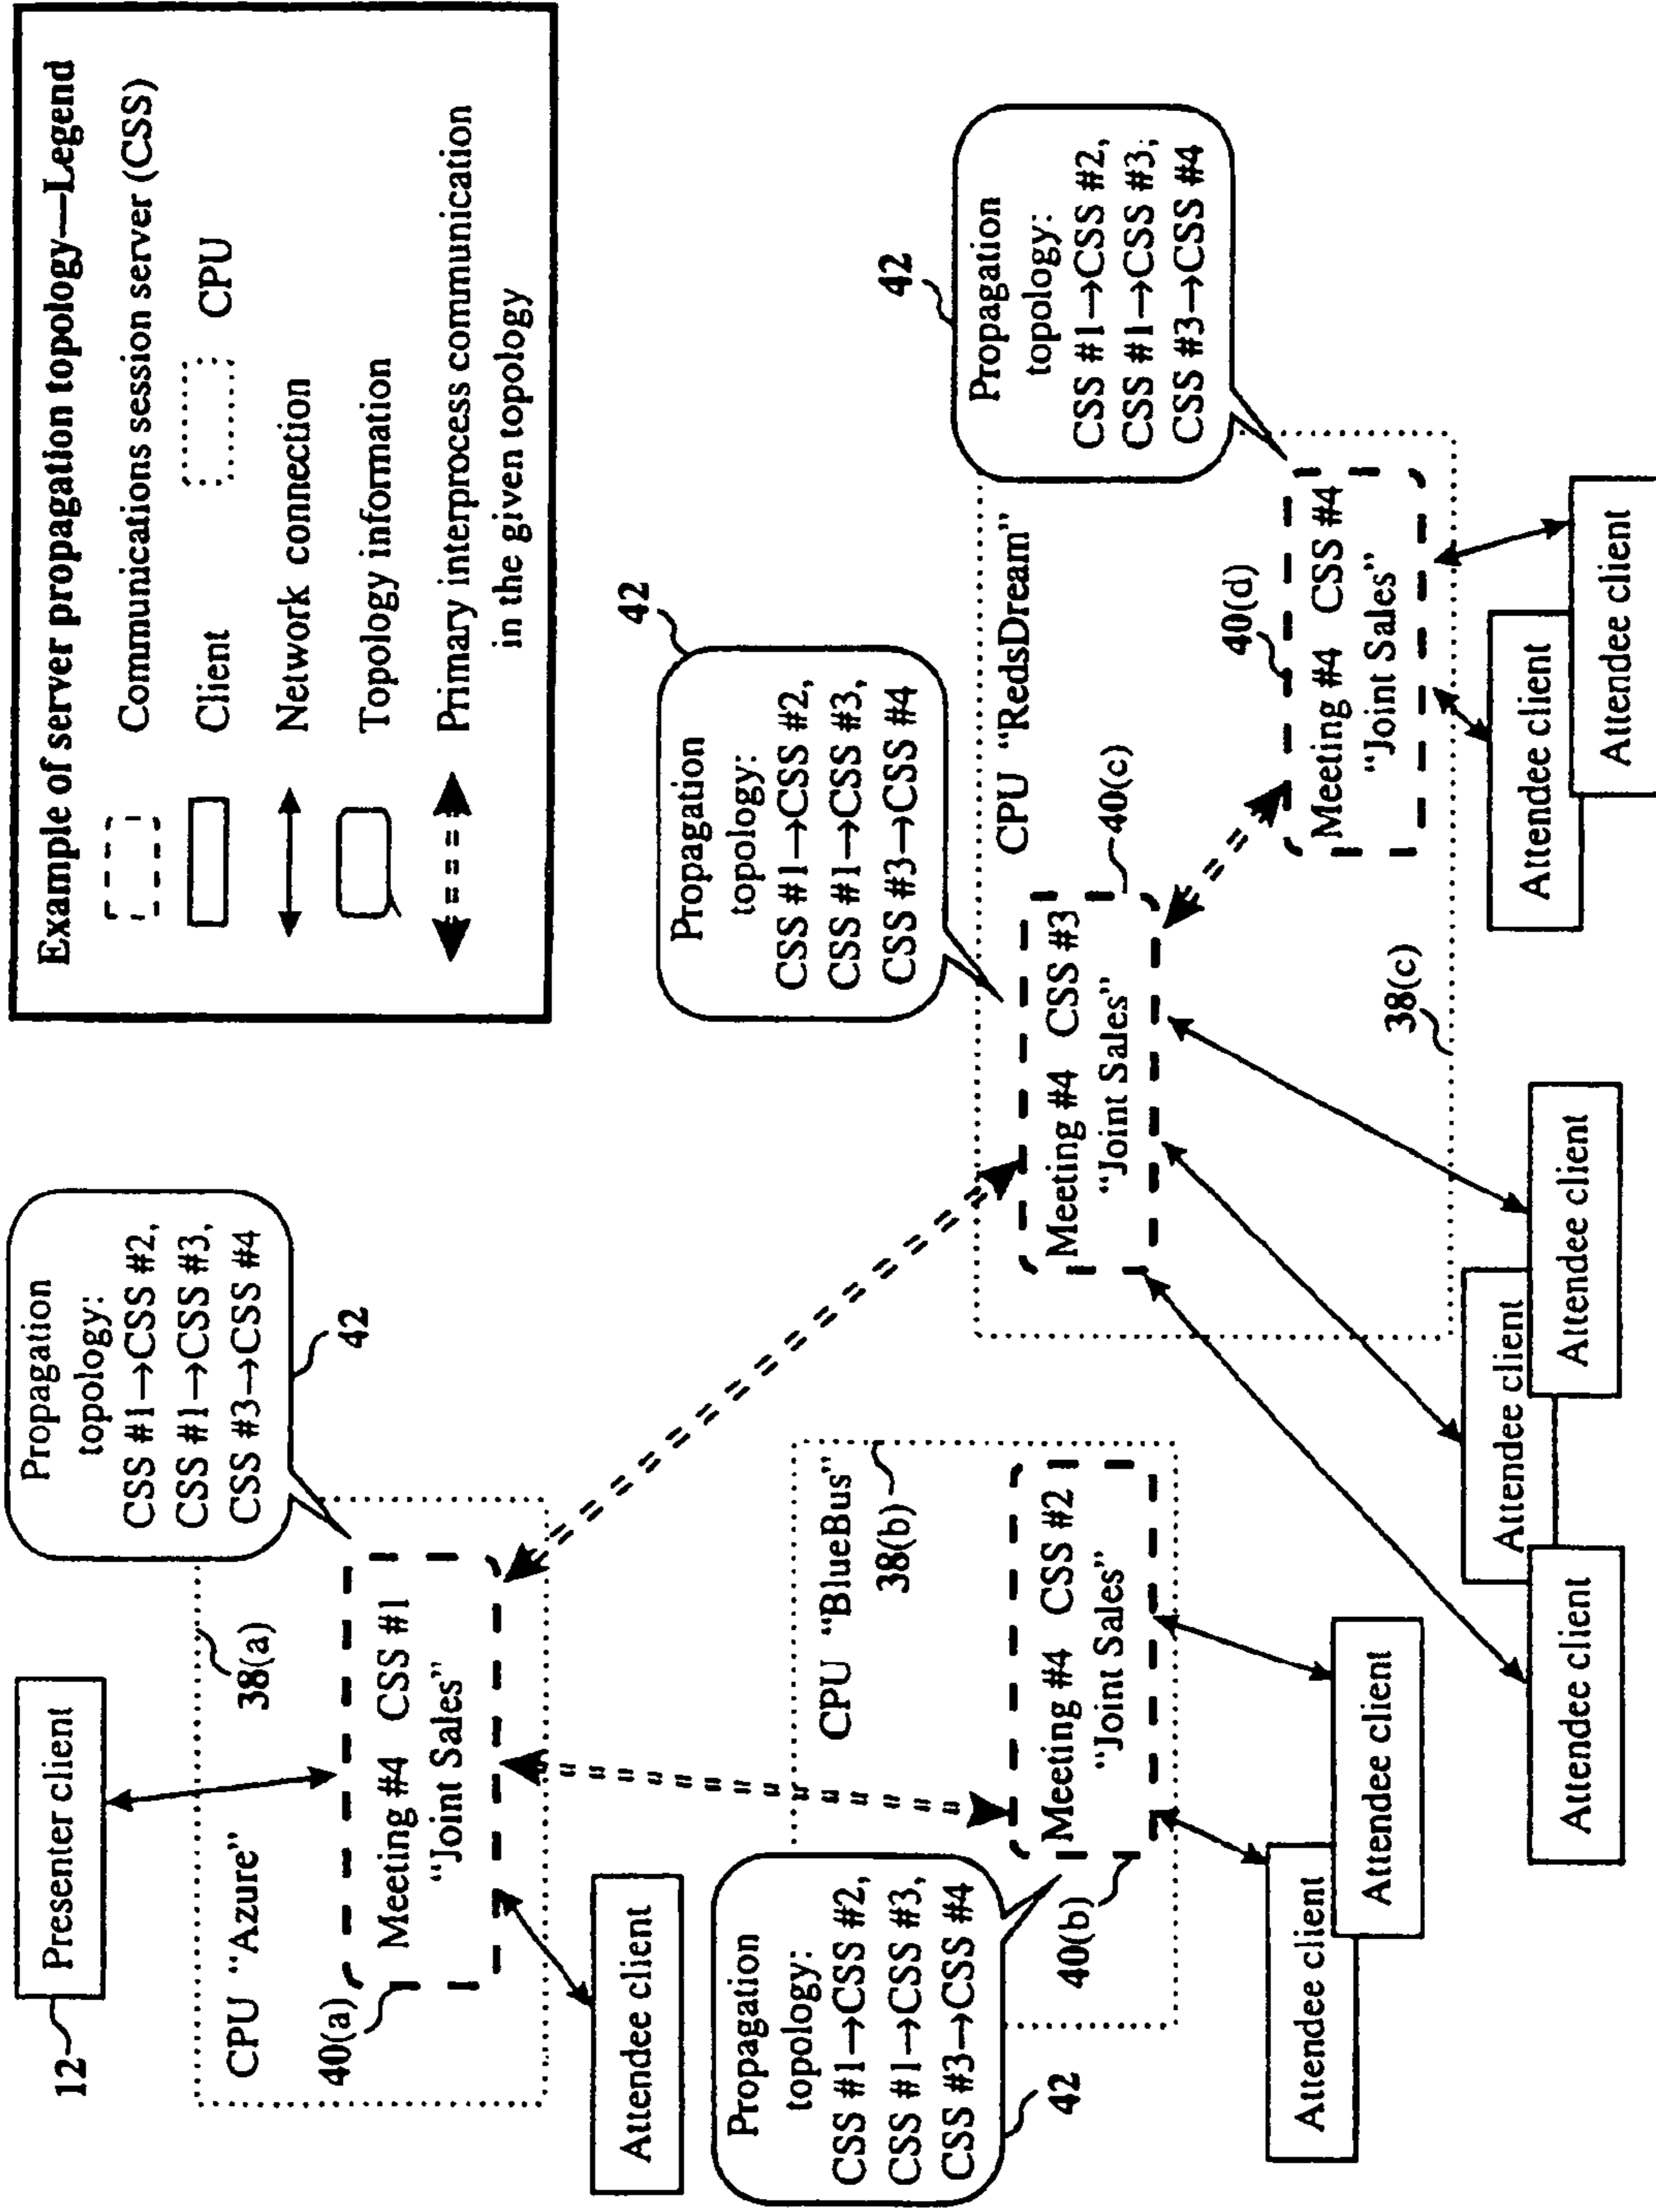 Example of server propagation topology—Legend
Communications session server (CSS)
Client
CPU
Network connection
Topology information
Primary interprocess communication
in the given topology
12
Presenter client
CPU "Azure"
38(a)
40(a)
Meeting #4 CSS #1
"Joint Sales"
Propagation
topology:
CSS #1→CSS #2,
CSS #1→CSS #3,
CSS #3→CSS #4
42
Attendee client
Propagation
topology:
CSS #1→CSS #2,
CSS #1→CSS #3,
CSS #3→CSS #4
42
CPU "BlueBus"
38(b)
40(b)
Meeting #4 CSS #2
"Joint Sales"
Attendee client
Attendee client
Propagation
topology:
CSS #1→CSS #2,
CSS #1→CSS #3,
CSS #3→CSS #4
42
CPU "RedsDream"
40(c)
Meeting #4 CSS #3
"Joint Sales"
38(c)
Attendee client
Attendee client
Attendee client
Propagation
topology:
CSS #1→CSS #2,
CSS #1→CSS #3,
CSS #3→CSS #4
42
40(d)
Meeting #4 CSS #4
"Joint Sales"
Attendee client
Attendee client